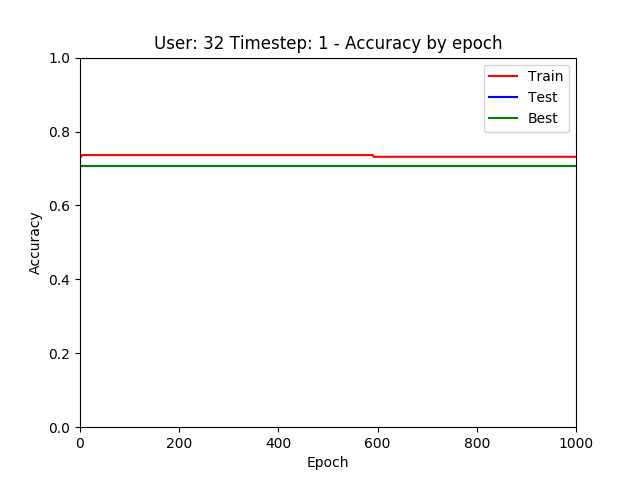 User: 32 Timestep: 1 - Accuracy by epoch
1.0
Train
Test
Best
0.8
0.6
Accuracy
0.4
0.2
0.0
0 200 400 600 800 1000
Epoch